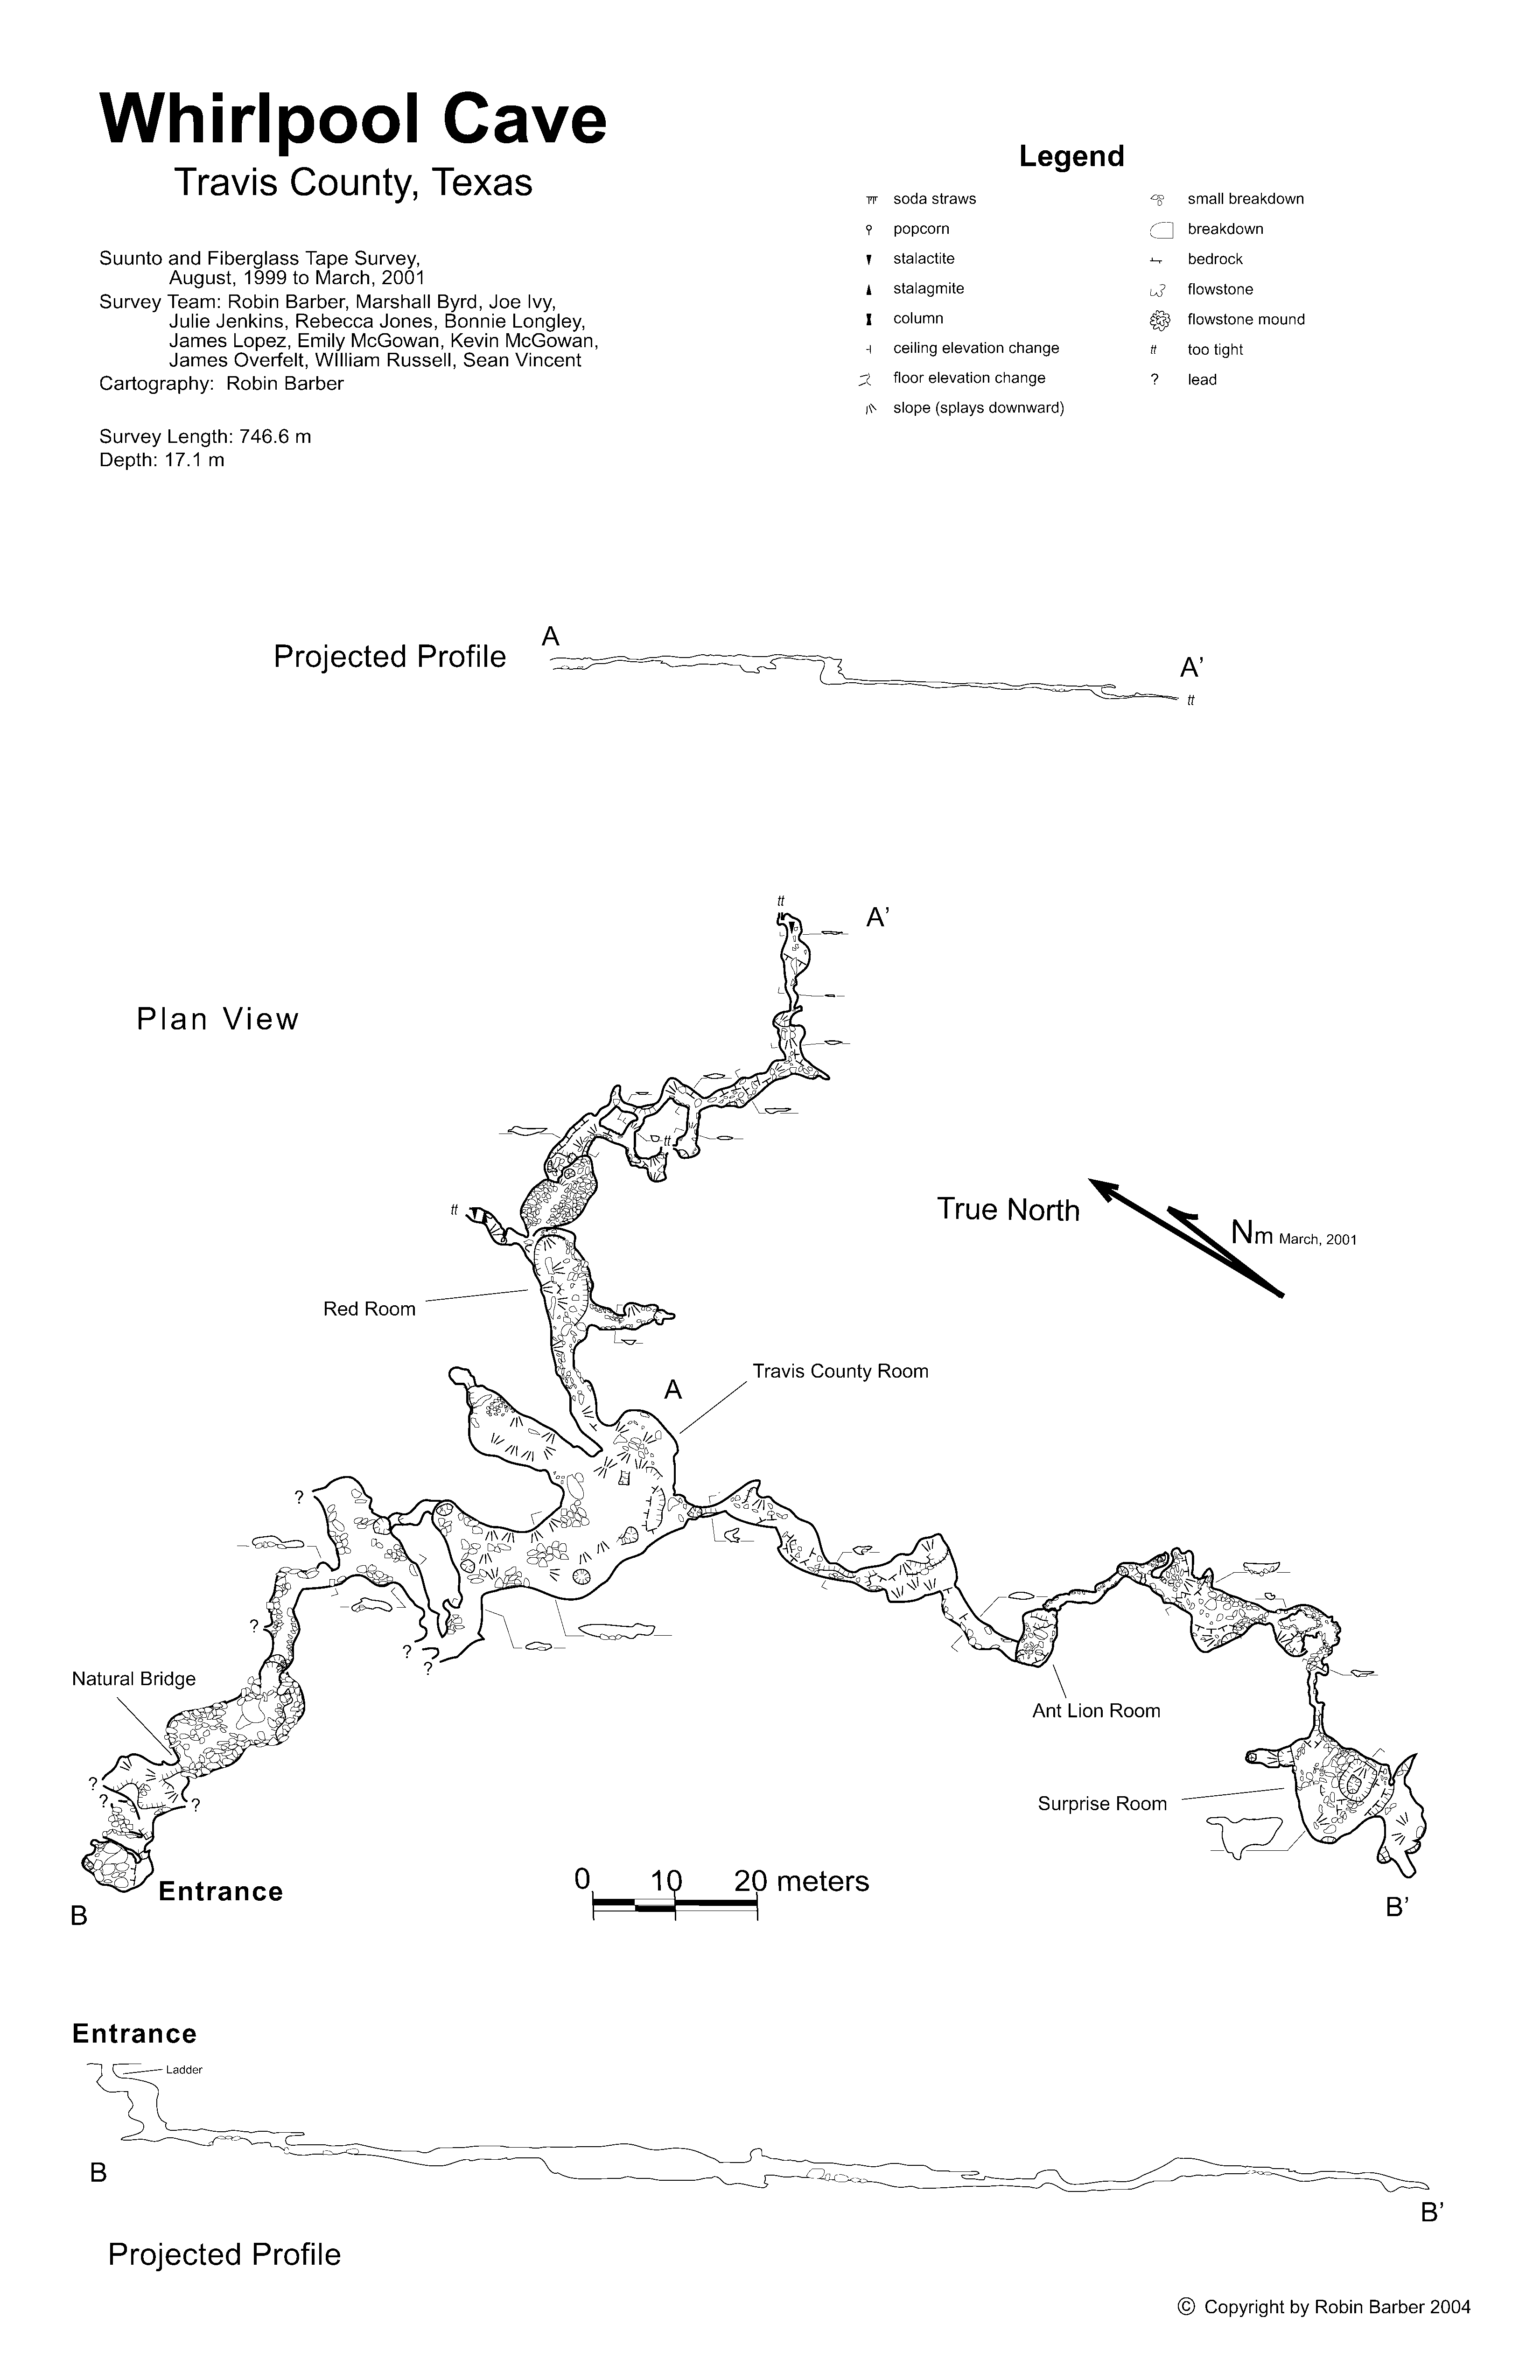 Whirlpool Cave
Travis County, Texas
Suunto and Fiberglass Tape Survey,
August, 1999 to March, 2001
Survey Team: Robin Barber, Marshall Byrd, Joe Ivy,
Julie Jenkins, Rebecca Jones, Bonnie Longley,
James Lopez, Emily McGowan, Kevin McGowan,
James Overfelt, WIlliam Russell, Sean Vincent
Cartography: Robin Barber
Survey Length: 746.6 m
Depth: 17.1 m
Legend
soda straws
popcorn
stalactite
stalagmite
column
ceiling elevation change
floor elevation change
slope (splays downward)
small breakdown
breakdown
bedrock
flowstone
flowstone mound
tt too tight
? lead
Projected Profile
A
A’
tt
tt
A’
Plan View
tt
tt
True North
Nm March, 2001
Red Room
Travis County Room
A
?
?
?
?
Natural Bridge
?
?
?
Ant Lion Room
Surprise Room
Entrance
B
0 10 20 meters
B’
Entrance
Ladder
B
B’
Projected Profile
© Copyright by Robin Barber 2004